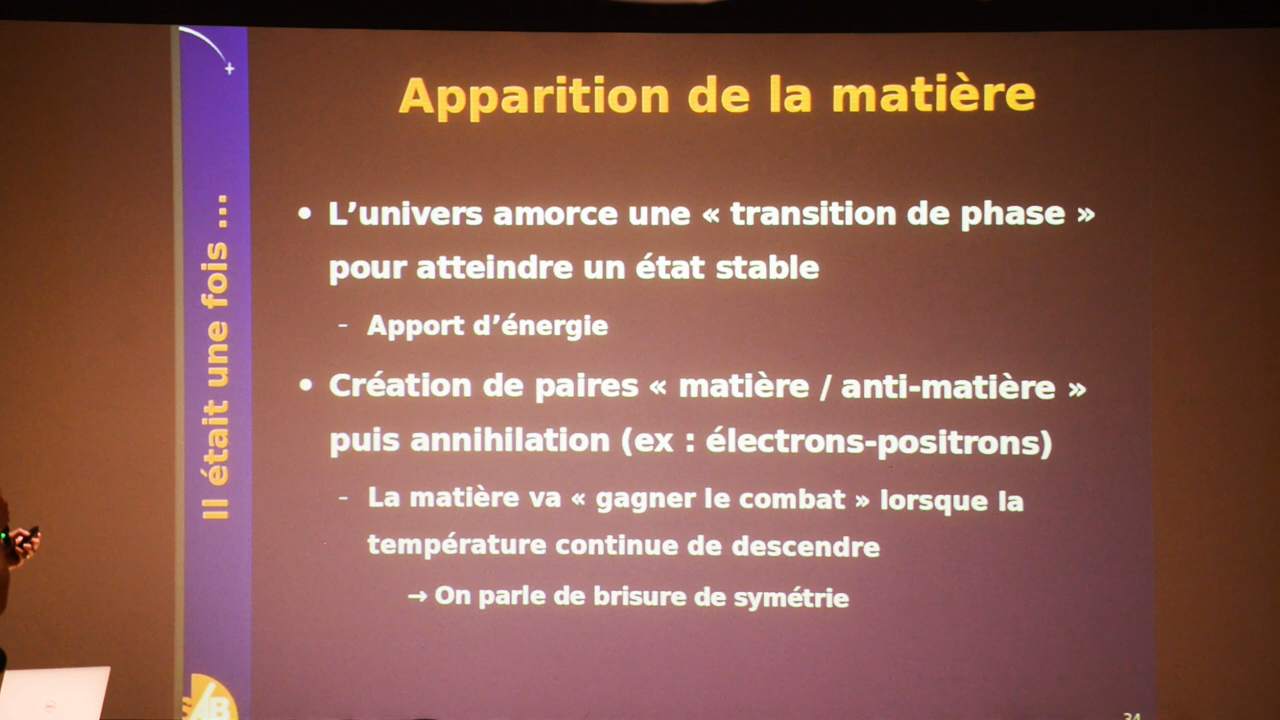 Apparition de la matière
• L’univers amorce une « transition de phase »
pour atteindre un état stable
- Apport d’énergie
• Création de paires « matière / anti-matière »
puis annihilation (ex : électrons-positrons)
- La matière va « gagner le combat » lorsque la
température continue de descendre
→ On parle de brisure de symétrie
Il était une fois ...